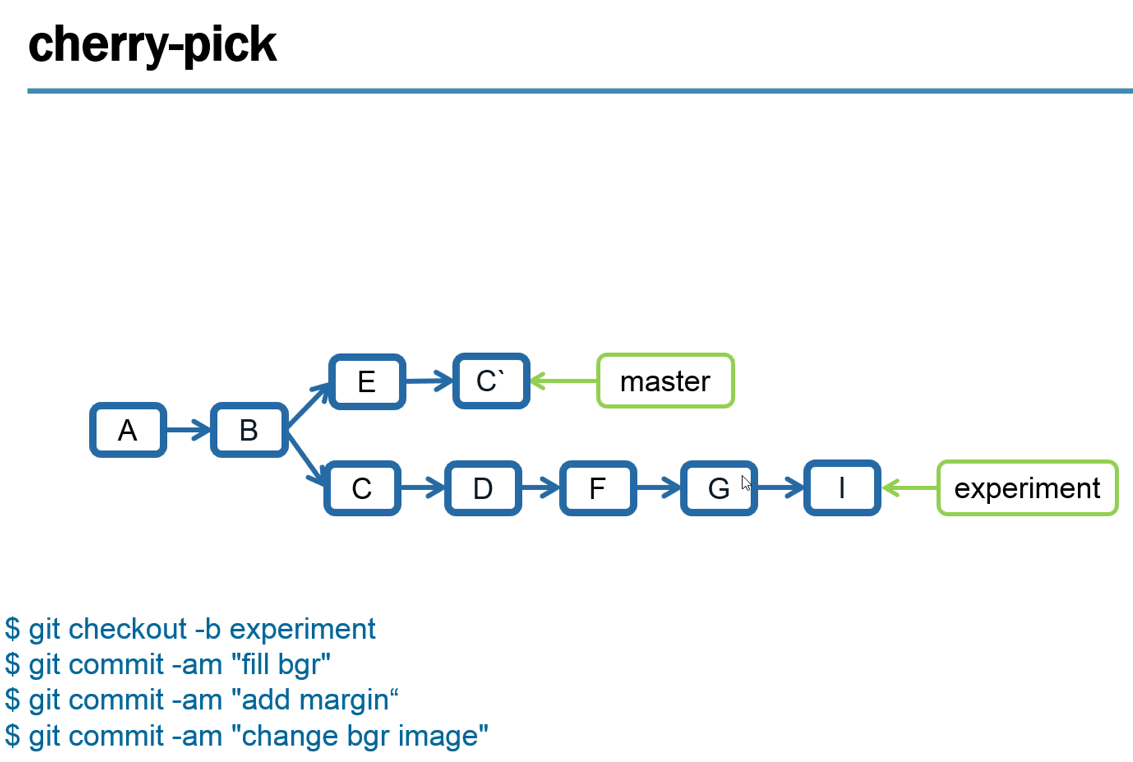 cherry-pick
E C` master
A B
C D F G I experiment
$ git checkout -b experiment
$ git commit -am "fill bgr"
$ git commit -am "add margin“
$ git commit -am "change bgr image"